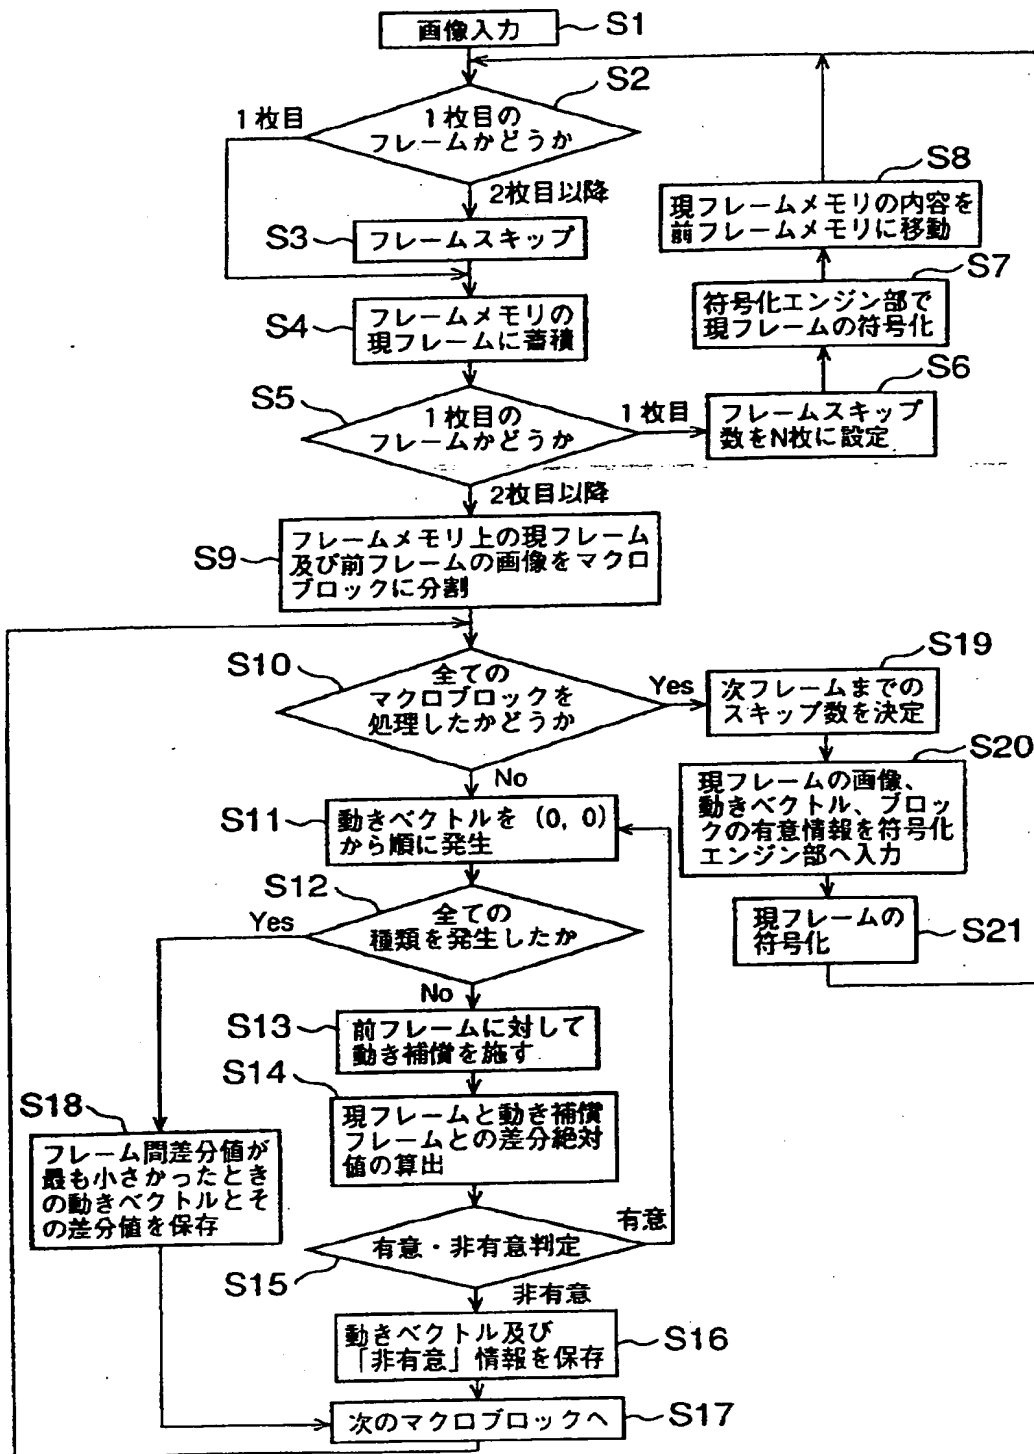 画像入力
S1
S2
1枚目
1枚目の
フレームかどうか
2枚目以降
S3
フレームスキップ
S4
フレームメモリの
現フレームに蓄積
S5
1枚目の
フレームかどうか
1枚目
S6
フレームスキップ
数をN枚に設定
S7
符号化エンジン部で
現フレームの符号化
S8
現フレームメモリの内容を
前フレームメモリに移動
2枚目以降
S9
フレームメモリ上の現フレーム
及び前フレームの画像をマクロ
ブロックに分割
S10
全ての
マクロブロックを
処理したかどうか
Yes
S19
次フレームまでの
スキップ数を決定
S20
現フレームの画像、
動きベクトル、ブロッ
クの有意情報を符号化
エンジン部へ入力
S21
現フレームの
符号化
No
S11
動きベクトルを (0, 0)
から順に発生
S12
Yes
全ての
種類を発生したか
No
S13
前フレームに対して
動き補償を施す
S14
現フレームと動き補償
フレームとの差分絶対
値の算出
S18
フレーム間差分値が
最も小さかったとき
の動きベクトルとそ
の差分値を保存
有意
S15
有意・非有意判定
非有意
S16
動きベクトル及び
「非有意」情報を保存
S17
次のマクロブロックへ